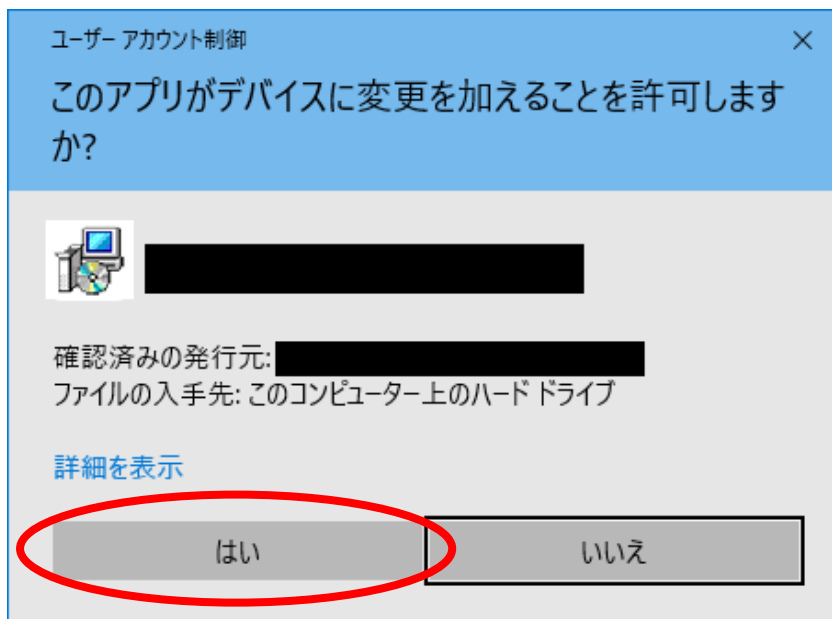 ユーザー アカウント制御
このアプリがデバイスに変更を加えることを許可します
か?
確認済みの発行元:
ファイルの入手先: このコンピューター上のハード ドライブ
詳細を表示
はい
いいえ